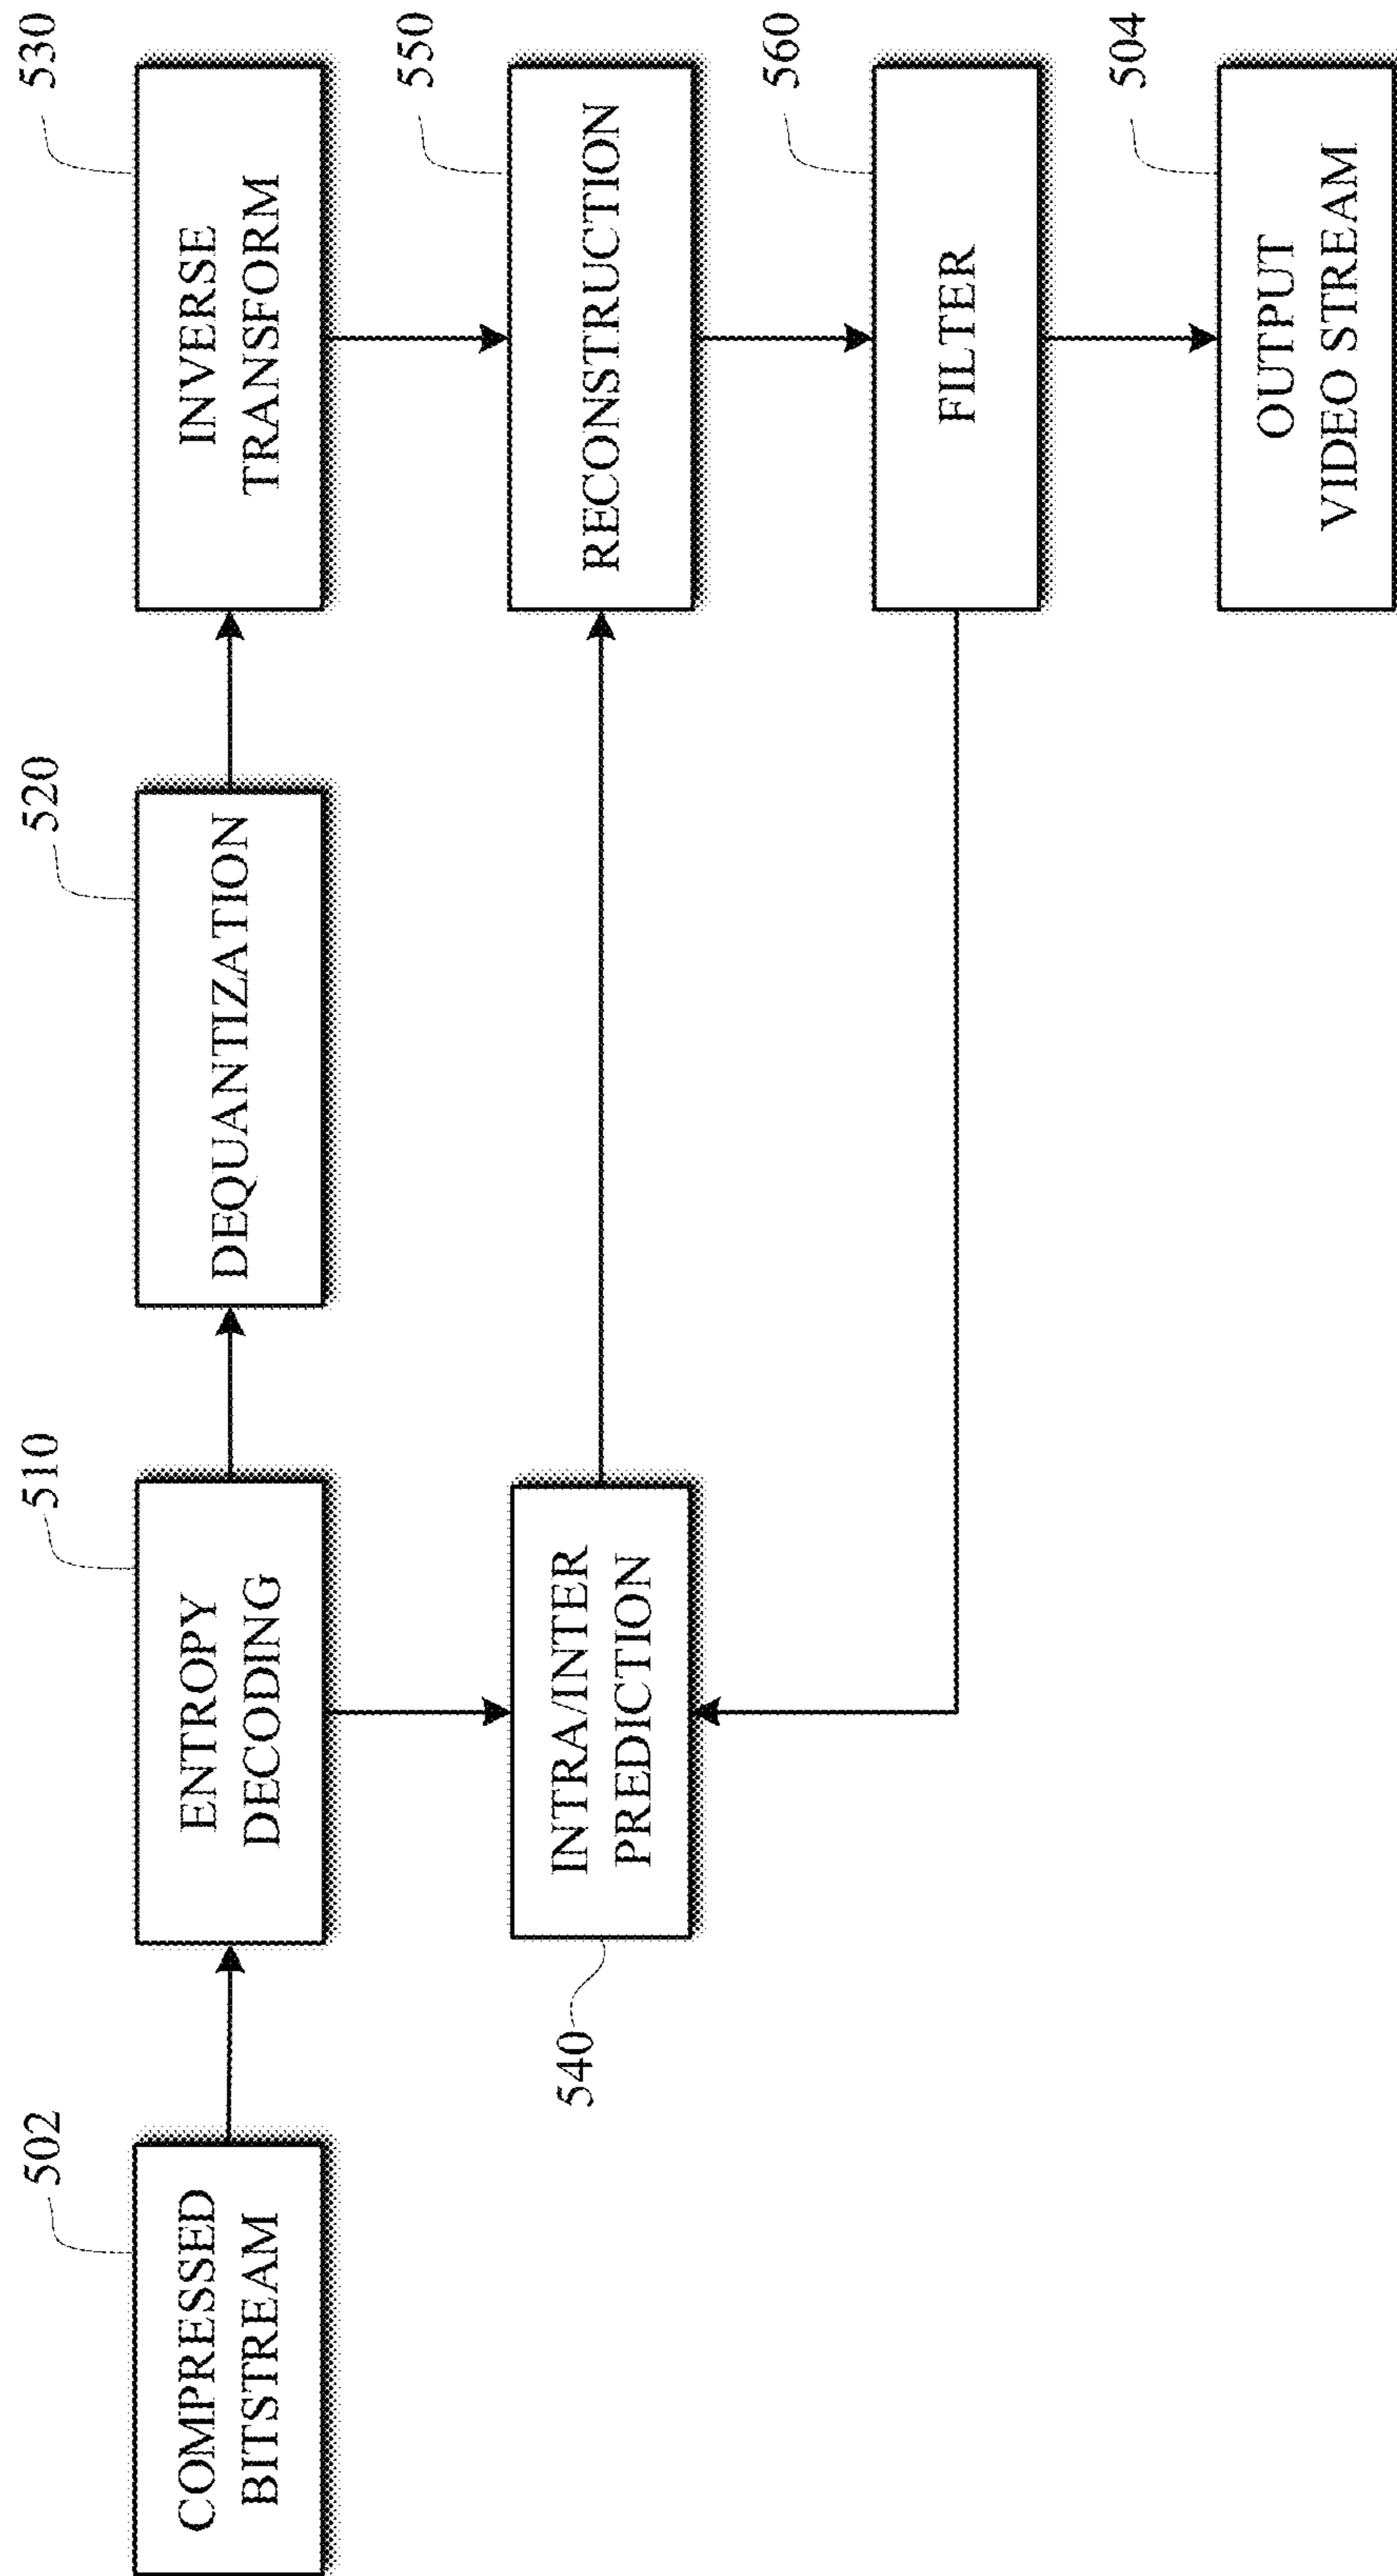 502
COMPRESSED
BITSTREAM
510
ENTROPY
DECODING
520
DEQUANTIZATION
530
INVERSE
TRANSFORM
540
INTRA/INTER
PREDICTION
550
RECONSTRUCTION
560
FILTER
504
OUTPUT
VIDEO STREAM